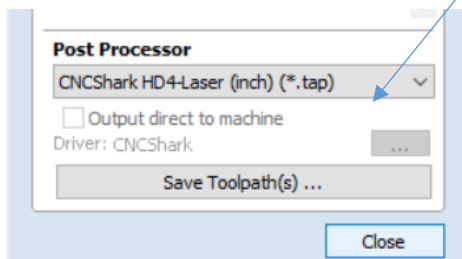 Post Processor
CNCShark HD4-Laser (inch) (*.tap)
Output direct to machine
Driver: CNCShark
...
Save Toolpath(s) ...
Close